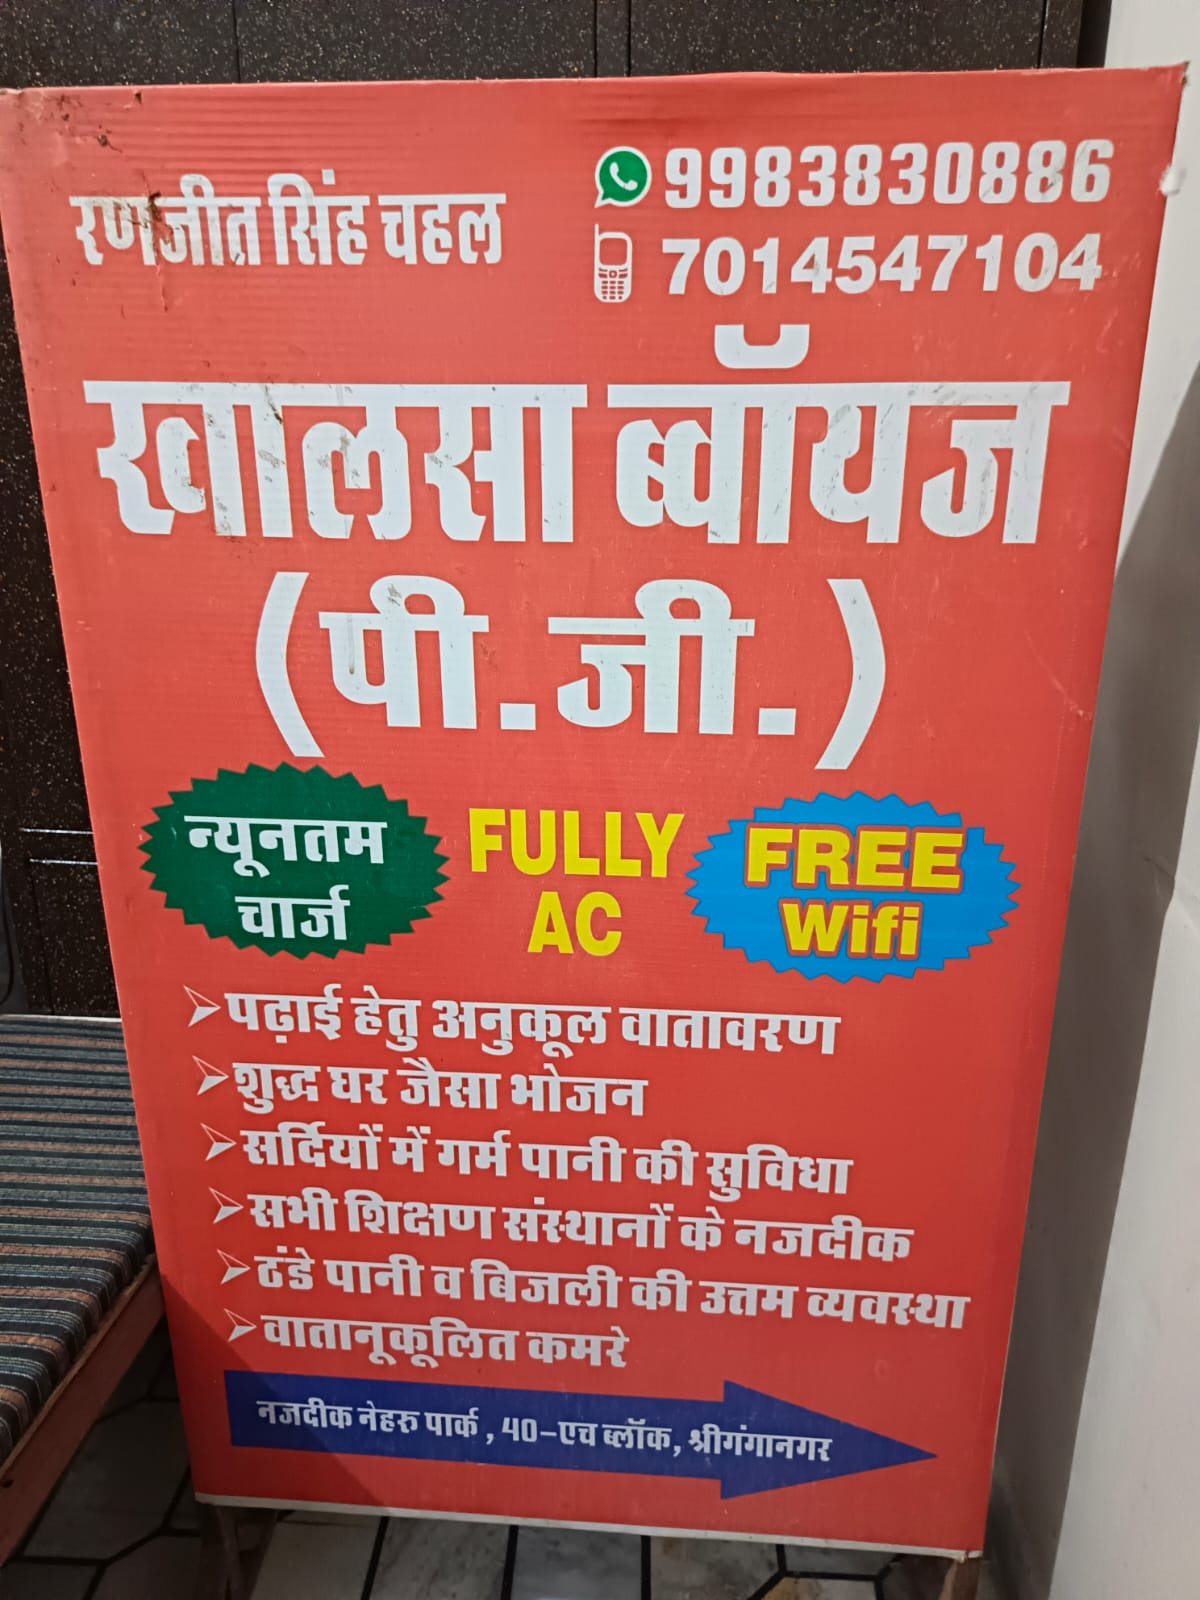 रणजीत सिंह चहल
9983830886
7014547104
खालसा ब्वॉयज
(पी.जी.)
न्यूनतम
चार्ज
FULLY
AC
FREE
Wifi
पढ़ाई हेतु अनुकूल वातावरण
शुद्ध घर जैसा भोजन
सर्दियों में गर्म पानी की सुविधा
सभी शिक्षण संस्थानों के नजदीक
ठंडे पानी व बिजली की उत्तम व्यवस्था
वातानूकूलित कमरे
नजदीक नेहरु पार्क , 40-एच ब्लॉक, श्रीगंगानगर